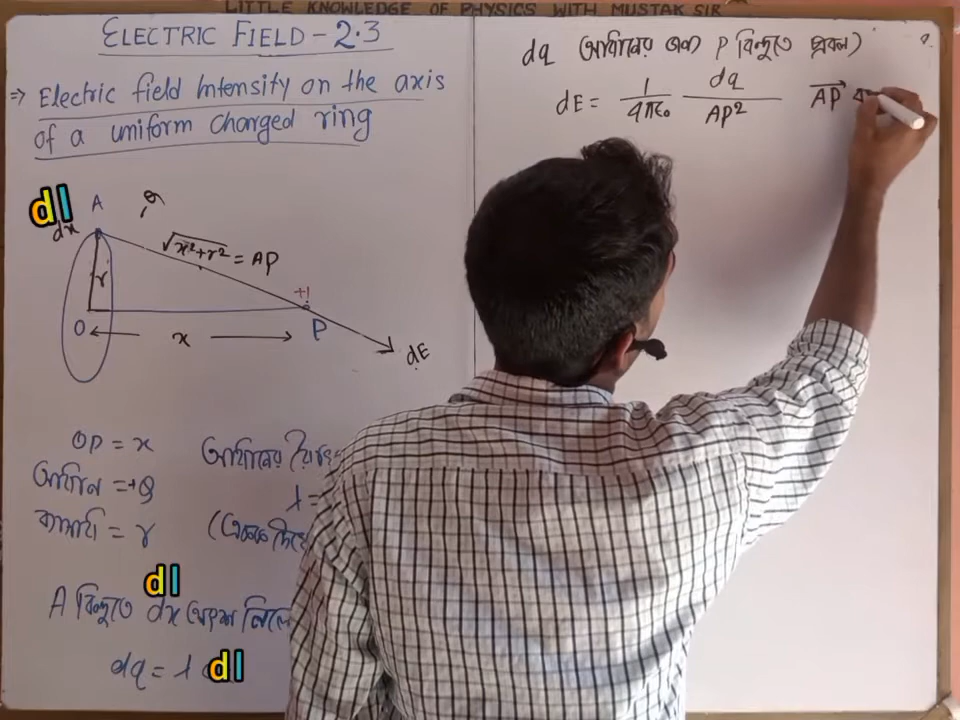 LITTLE KNOWLEDGE OF PHYSICS WITH MUSTAK SIR
ELECTRIC FIELD - 2.3
⇒ Electric field Intensity on the axis
of a uniform charged ring
dl
dx
A
r
√x²+r² = AP
+1
O
x
P
dE
OP = x
আধান = +Q
ব্যাসার্ধ = r
আধানের
λ =
(একক
dl
A বিন্দুতে dx অংশ নিলে
dq = λ dl
dq আধানের জন্য P বিন্দুতে প্রাবল্য
dE = 1/4πε₀ dq/AP² AP→